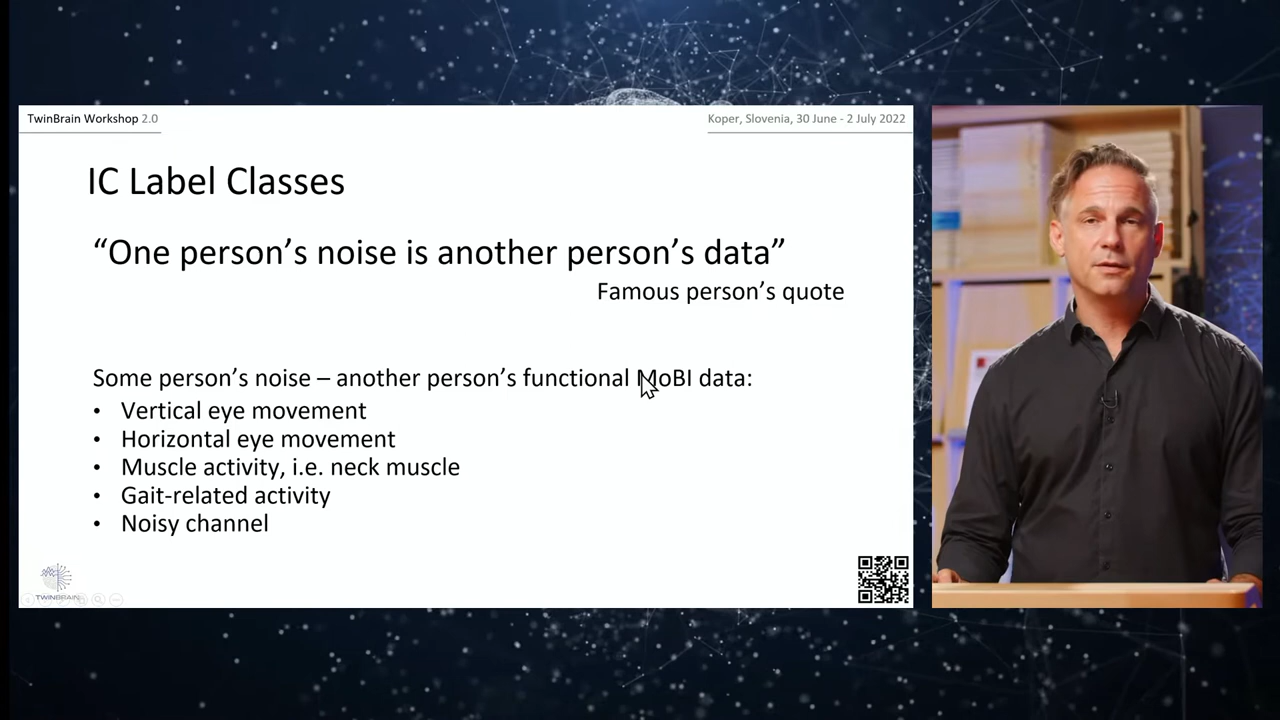 TwinBrain Workshop 2.0
Koper, Slovenia, 30 June - 2 July 2022
IC Label Classes
“One person’s noise is another person’s data”
Famous person’s quote
Some person’s noise – another person’s functional MoBI data:
• Vertical eye movement
• Horizontal eye movement
• Muscle activity, i.e. neck muscle
• Gait-related activity
• Noisy channel
TWINBRAIN